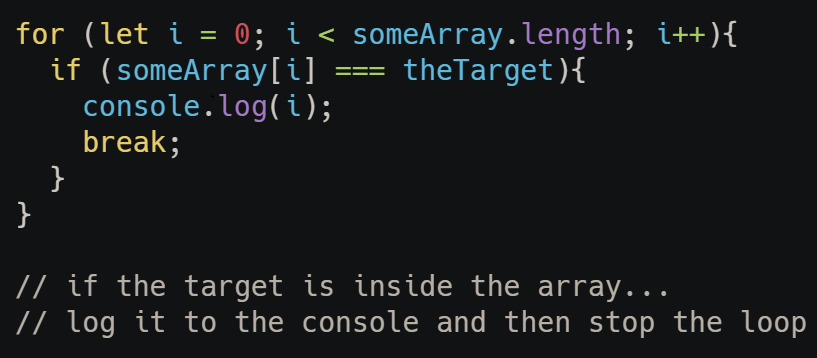 for (let i = 0; i < someArray.length; i++){
  if (someArray[i] === theTarget){
    console.log(i);
    break;
  }
}

// if the target is inside the array...
// log it to the console and then stop the loop